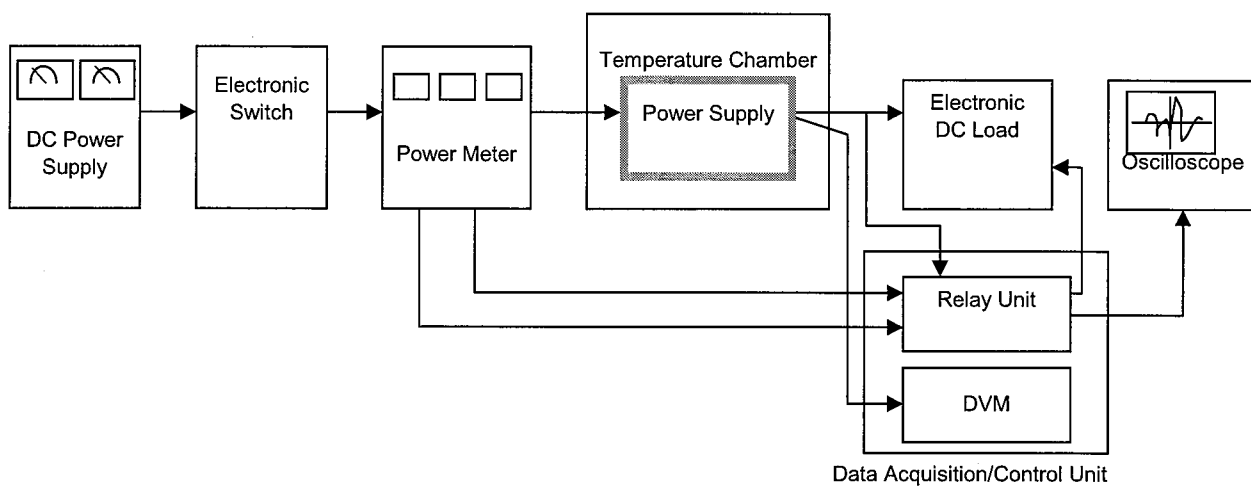 DC Power
Supply
Electronic
Switch
Power Meter
Temperature Chamber
Power Supply
Electronic
DC Load
Oscilloscope
Relay Unit
DVM
Data Acquisition/Control Unit